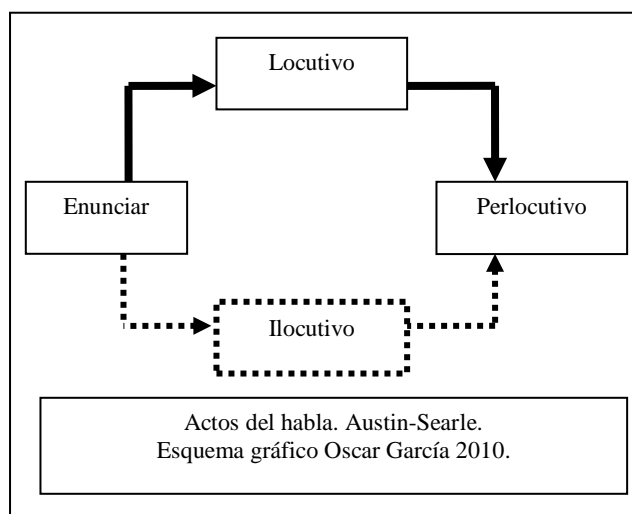 Locutivo
Enunciar
Perlocutivo
Ilocutivo
Actos del habla. Austin-Searle.
Esquema gráfico Oscar García 2010.